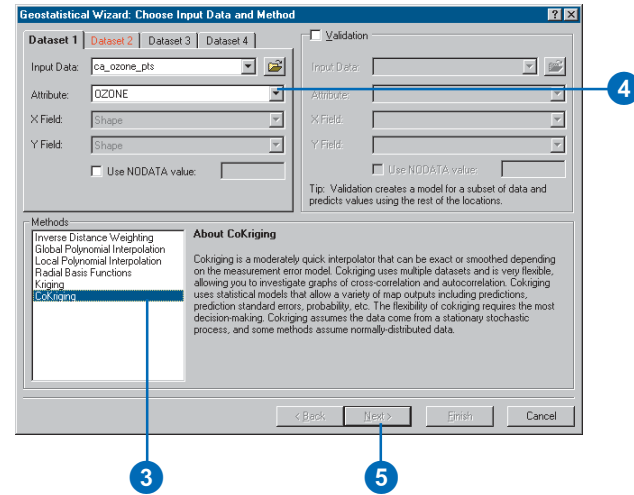 Geostatistical Wizard: Choose Input Data and Method
Dataset 1 Dataset 2 Dataset 3 Dataset 4
Input Data: ca_ozone_pts
Attribute: OZONE
X Field: Shape
Y Field: Shape
Use NODATA value:
Validation
Input Data:
Attribute:
X Field:
Y Field:
Use NODATA value:
Tip: Validation creates a model for a subset of data and
predicts values using the rest of the locations.
4
Methods
Inverse Distance Weighting
Global Polynomial Interpolation
Local Polynomial Interpolation
Radial Basis Functions
Kriging
CoKriging
About CoKriging
Cokriging is a moderately quick interpolator that can be exact or smoothed depending
on the measurement error model. Cokriging uses multiple datasets and is very flexible,
allowing you to investigate graphs of cross-correlation and autocorrelation. Cokriging
uses statistical models that allow a variety of map outputs including predictions,
prediction standard errors, probability, etc. The flexibility of cokriging requires the most
decision-making. Cokriging assumes the data come from a stationary stochastic
process, and some methods assume normally-distributed data.
< Back Next > Finish Cancel
3 5